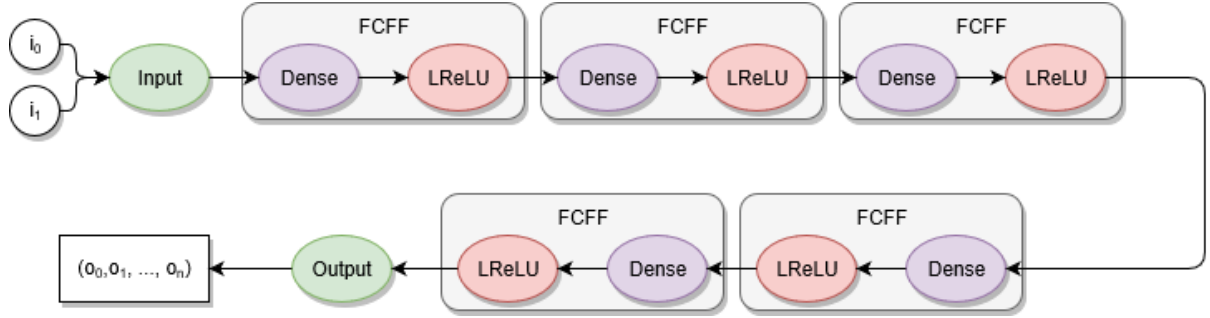 i₀
i₁
Input
FCFF
Dense
LReLU
FCFF
Dense
LReLU
FCFF
Dense
LReLU
FCFF
Dense
LReLU
FCFF
Dense
LReLU
Output
(o₀,o₁, ..., oₙ)